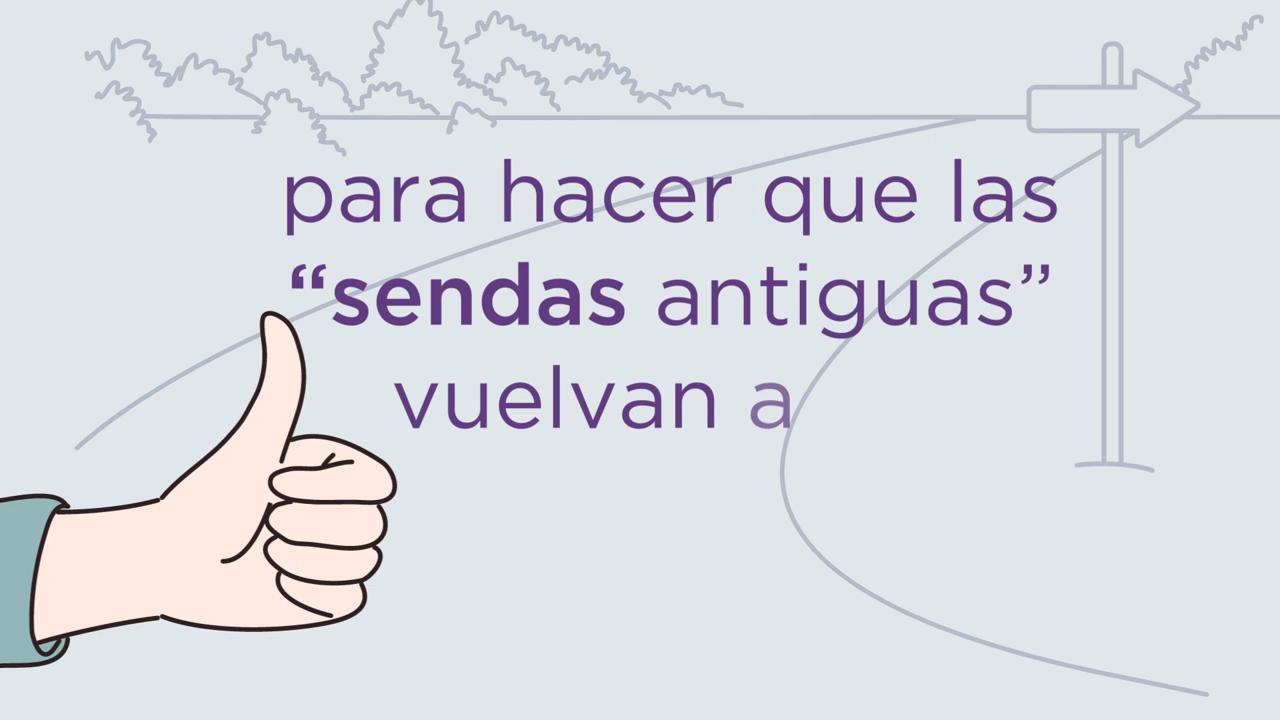 para hacer que las
“sendas antiguas”
vuelvan a